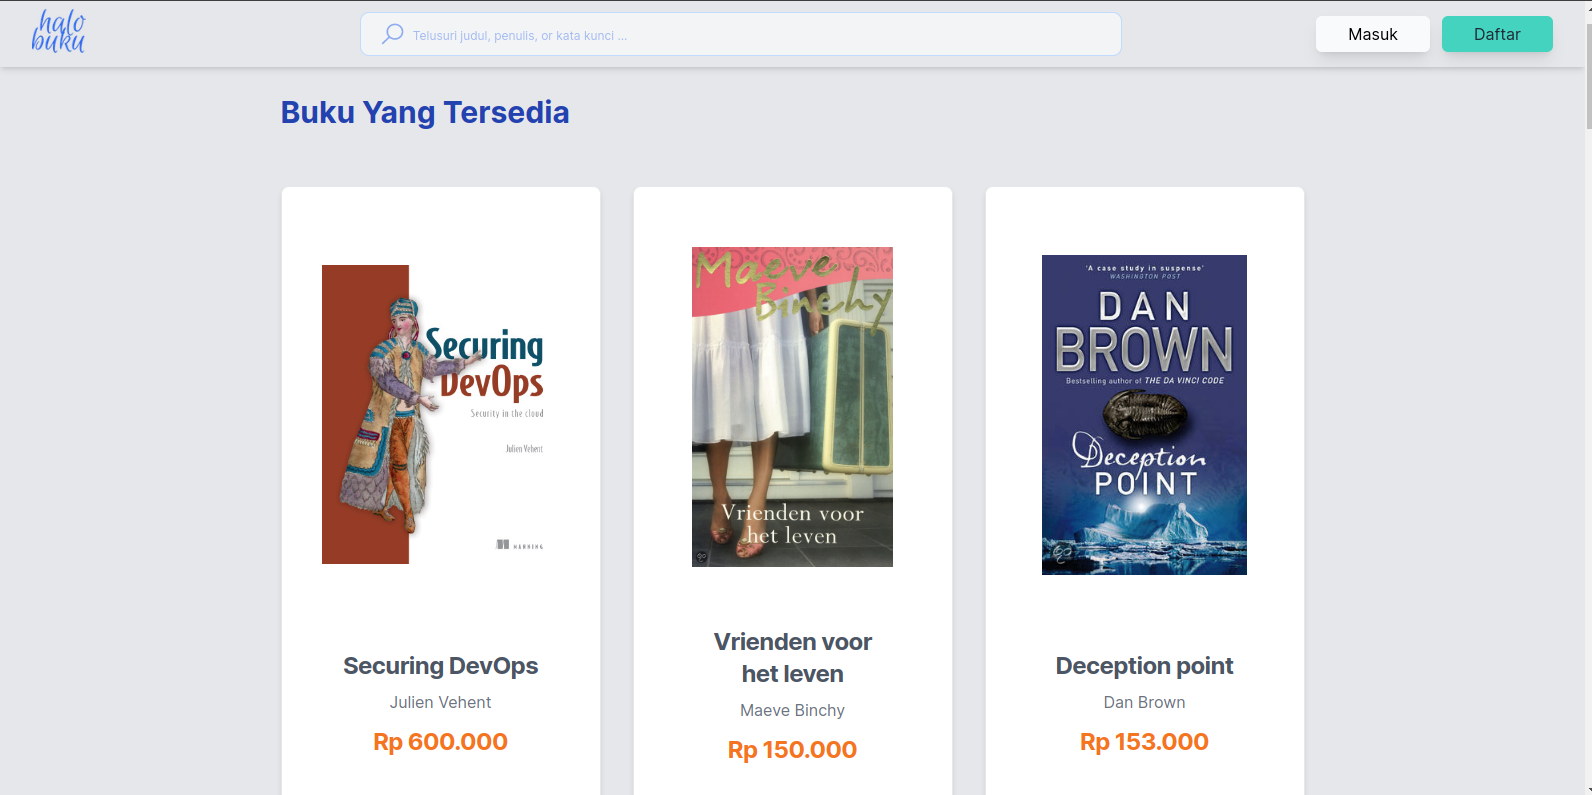 halo
buku
Telusuri judul, penulis, or kata kunci ...
Masuk
Daftar
Buku Yang Tersedia
Securing
DevOps
Security in the cloud
Julien Vehent
MANNING
Maeve
Binchy
Vrienden voor
het leven
'A case study in suspense'
WASHINGTON POST
DAN
BROWN
Bestselling author of THE DA VINCI CODE
Deception
POINT
Securing DevOps
Julien Vehent
Rp 600.000
Vrienden voor
het leven
Maeve Binchy
Rp 150.000
Deception point
Dan Brown
Rp 153.000